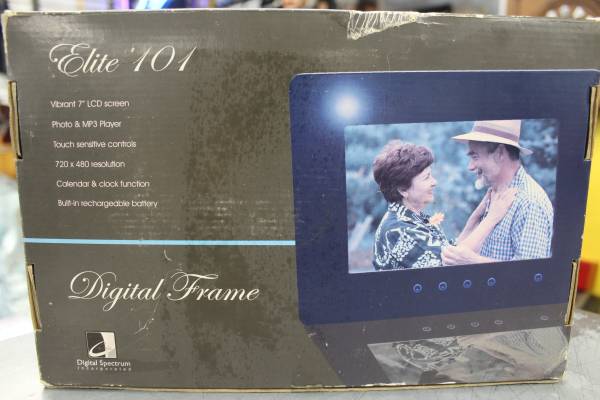 Elite '101
Vibrant 7" LCD screen
Photo & MP3 Player
Touch sensitive controls
720 x 480 resolution
Calendar & clock function
Built-in rechargeable battery
Digital Frame
Digital Spectrum
Incorporated